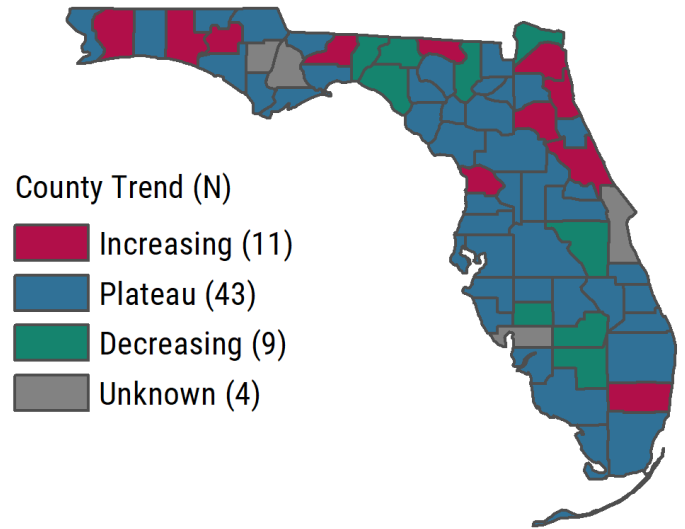 County Trend (N)
Increasing (11)
Plateau (43)
Decreasing (9)
Unknown (4)